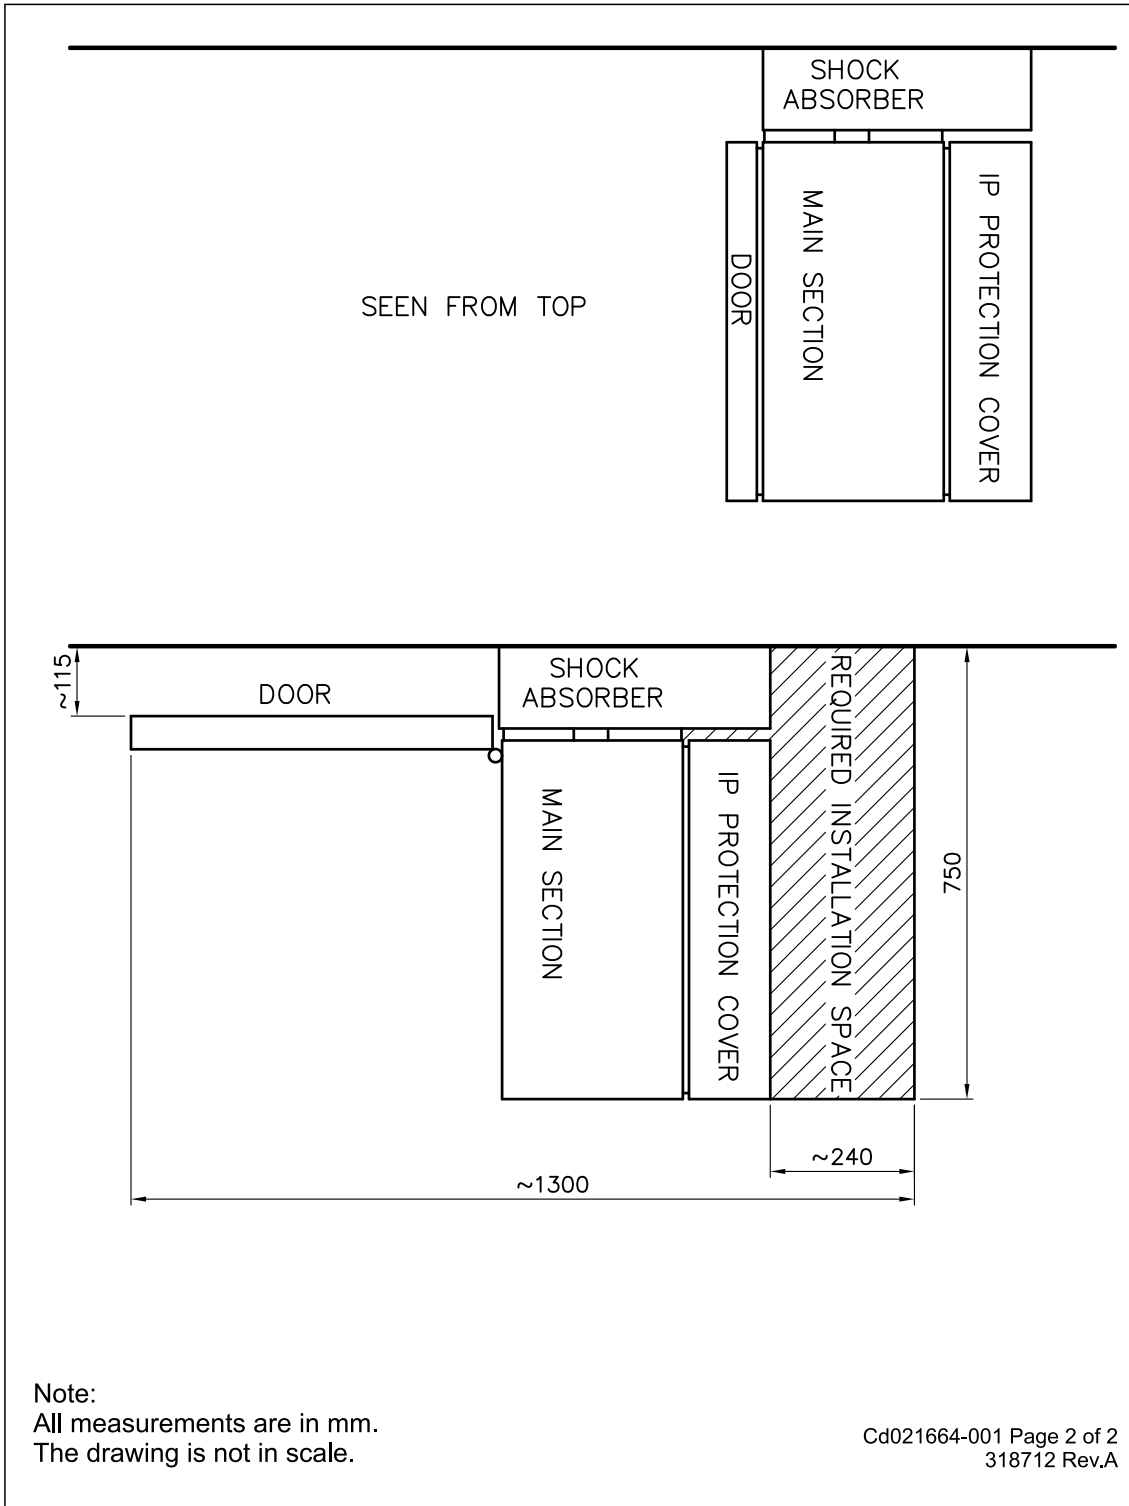 SHOCK
ABSORBER
DOOR
MAIN SECTION
IP PROTECTION COVER
SEEN FROM TOP
~115
DOOR
SHOCK
ABSORBER
MAIN SECTION
IP PROTECTION COVER
REQUIRED INSTALLATION SPACE
750
~240
~1300
Note:
All measurements are in mm.
The drawing is not in scale.
Cd021664-001 Page 2 of 2
318712 Rev.A